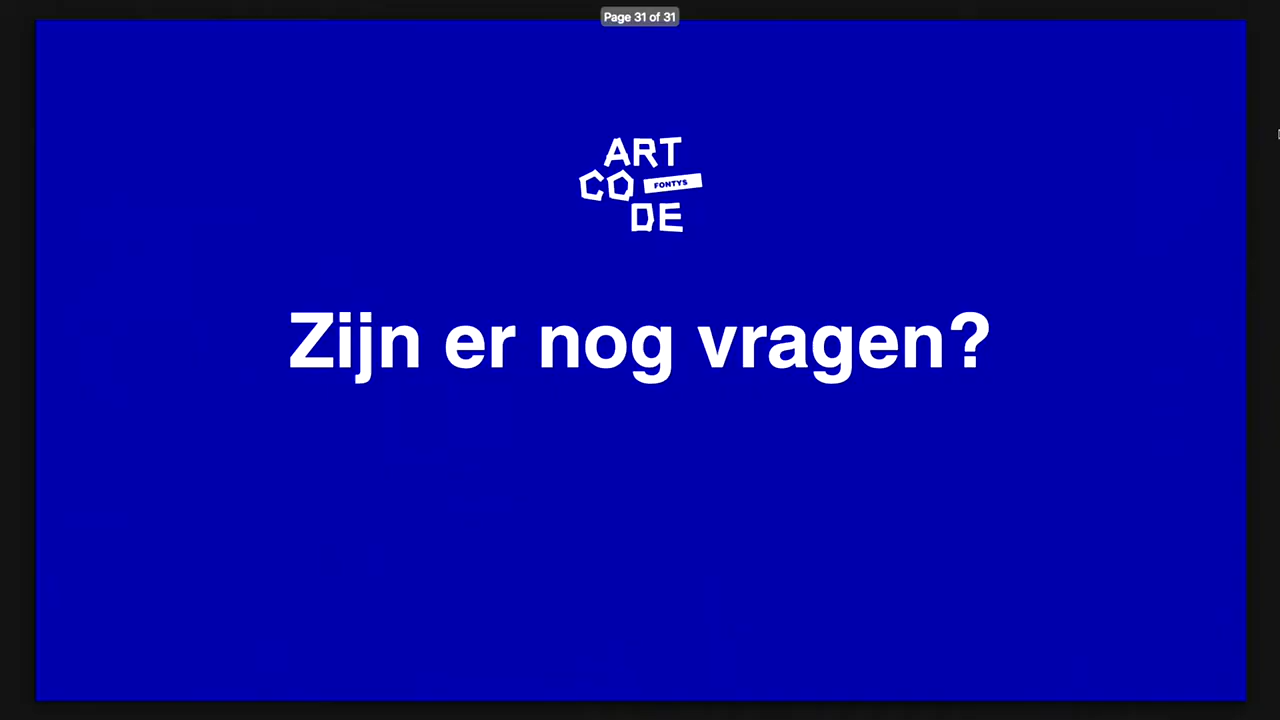 Page 31 of 31
ART
CO FONTYS
DE
Zijn er nog vragen?